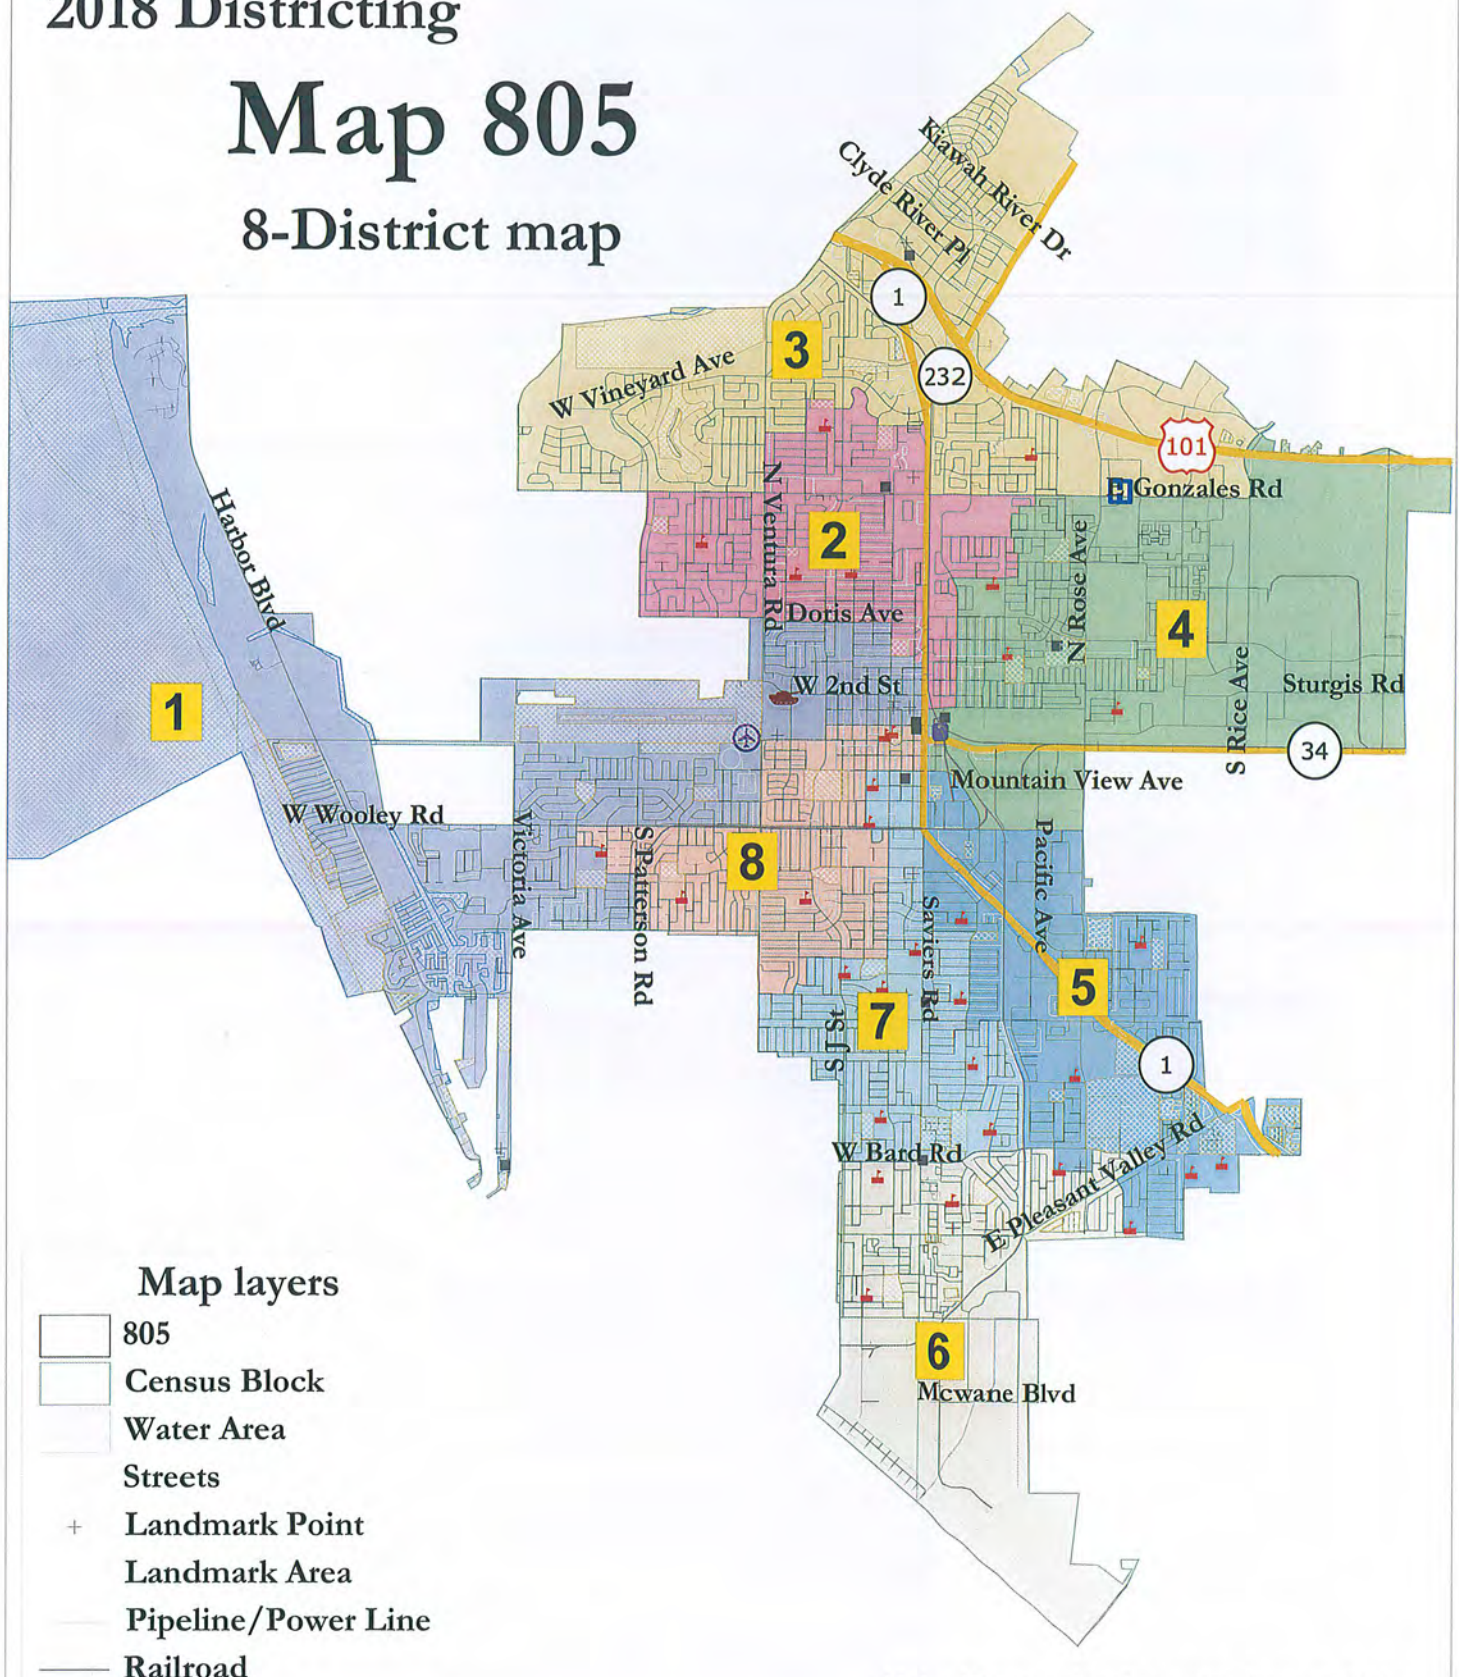 2018 Districting
Map 805
8-District map
Kiawah River Dr
Clyde River Pl
1
3
232
W Vineyard Ave
101
E Gonzales Rd
H
N Ventura Rd
2
Harbor Blvd
N Rose Ave
Doris Ave
4
S Rice Ave
W 2nd St
Sturgis Rd
1
34
Mountain View Ave
W Wooley Rd
Victoria Ave
S Patterson Rd
8
Pacific Ave
Saviers Rd
5
7
S J St
1
W Bard Rd
E Pleasant Valley Rd
6
Mcwane Blvd
Map layers
805
Census Block
Water Area
Streets
Landmark Point
Landmark Area
Pipeline/Power Line
Railroad